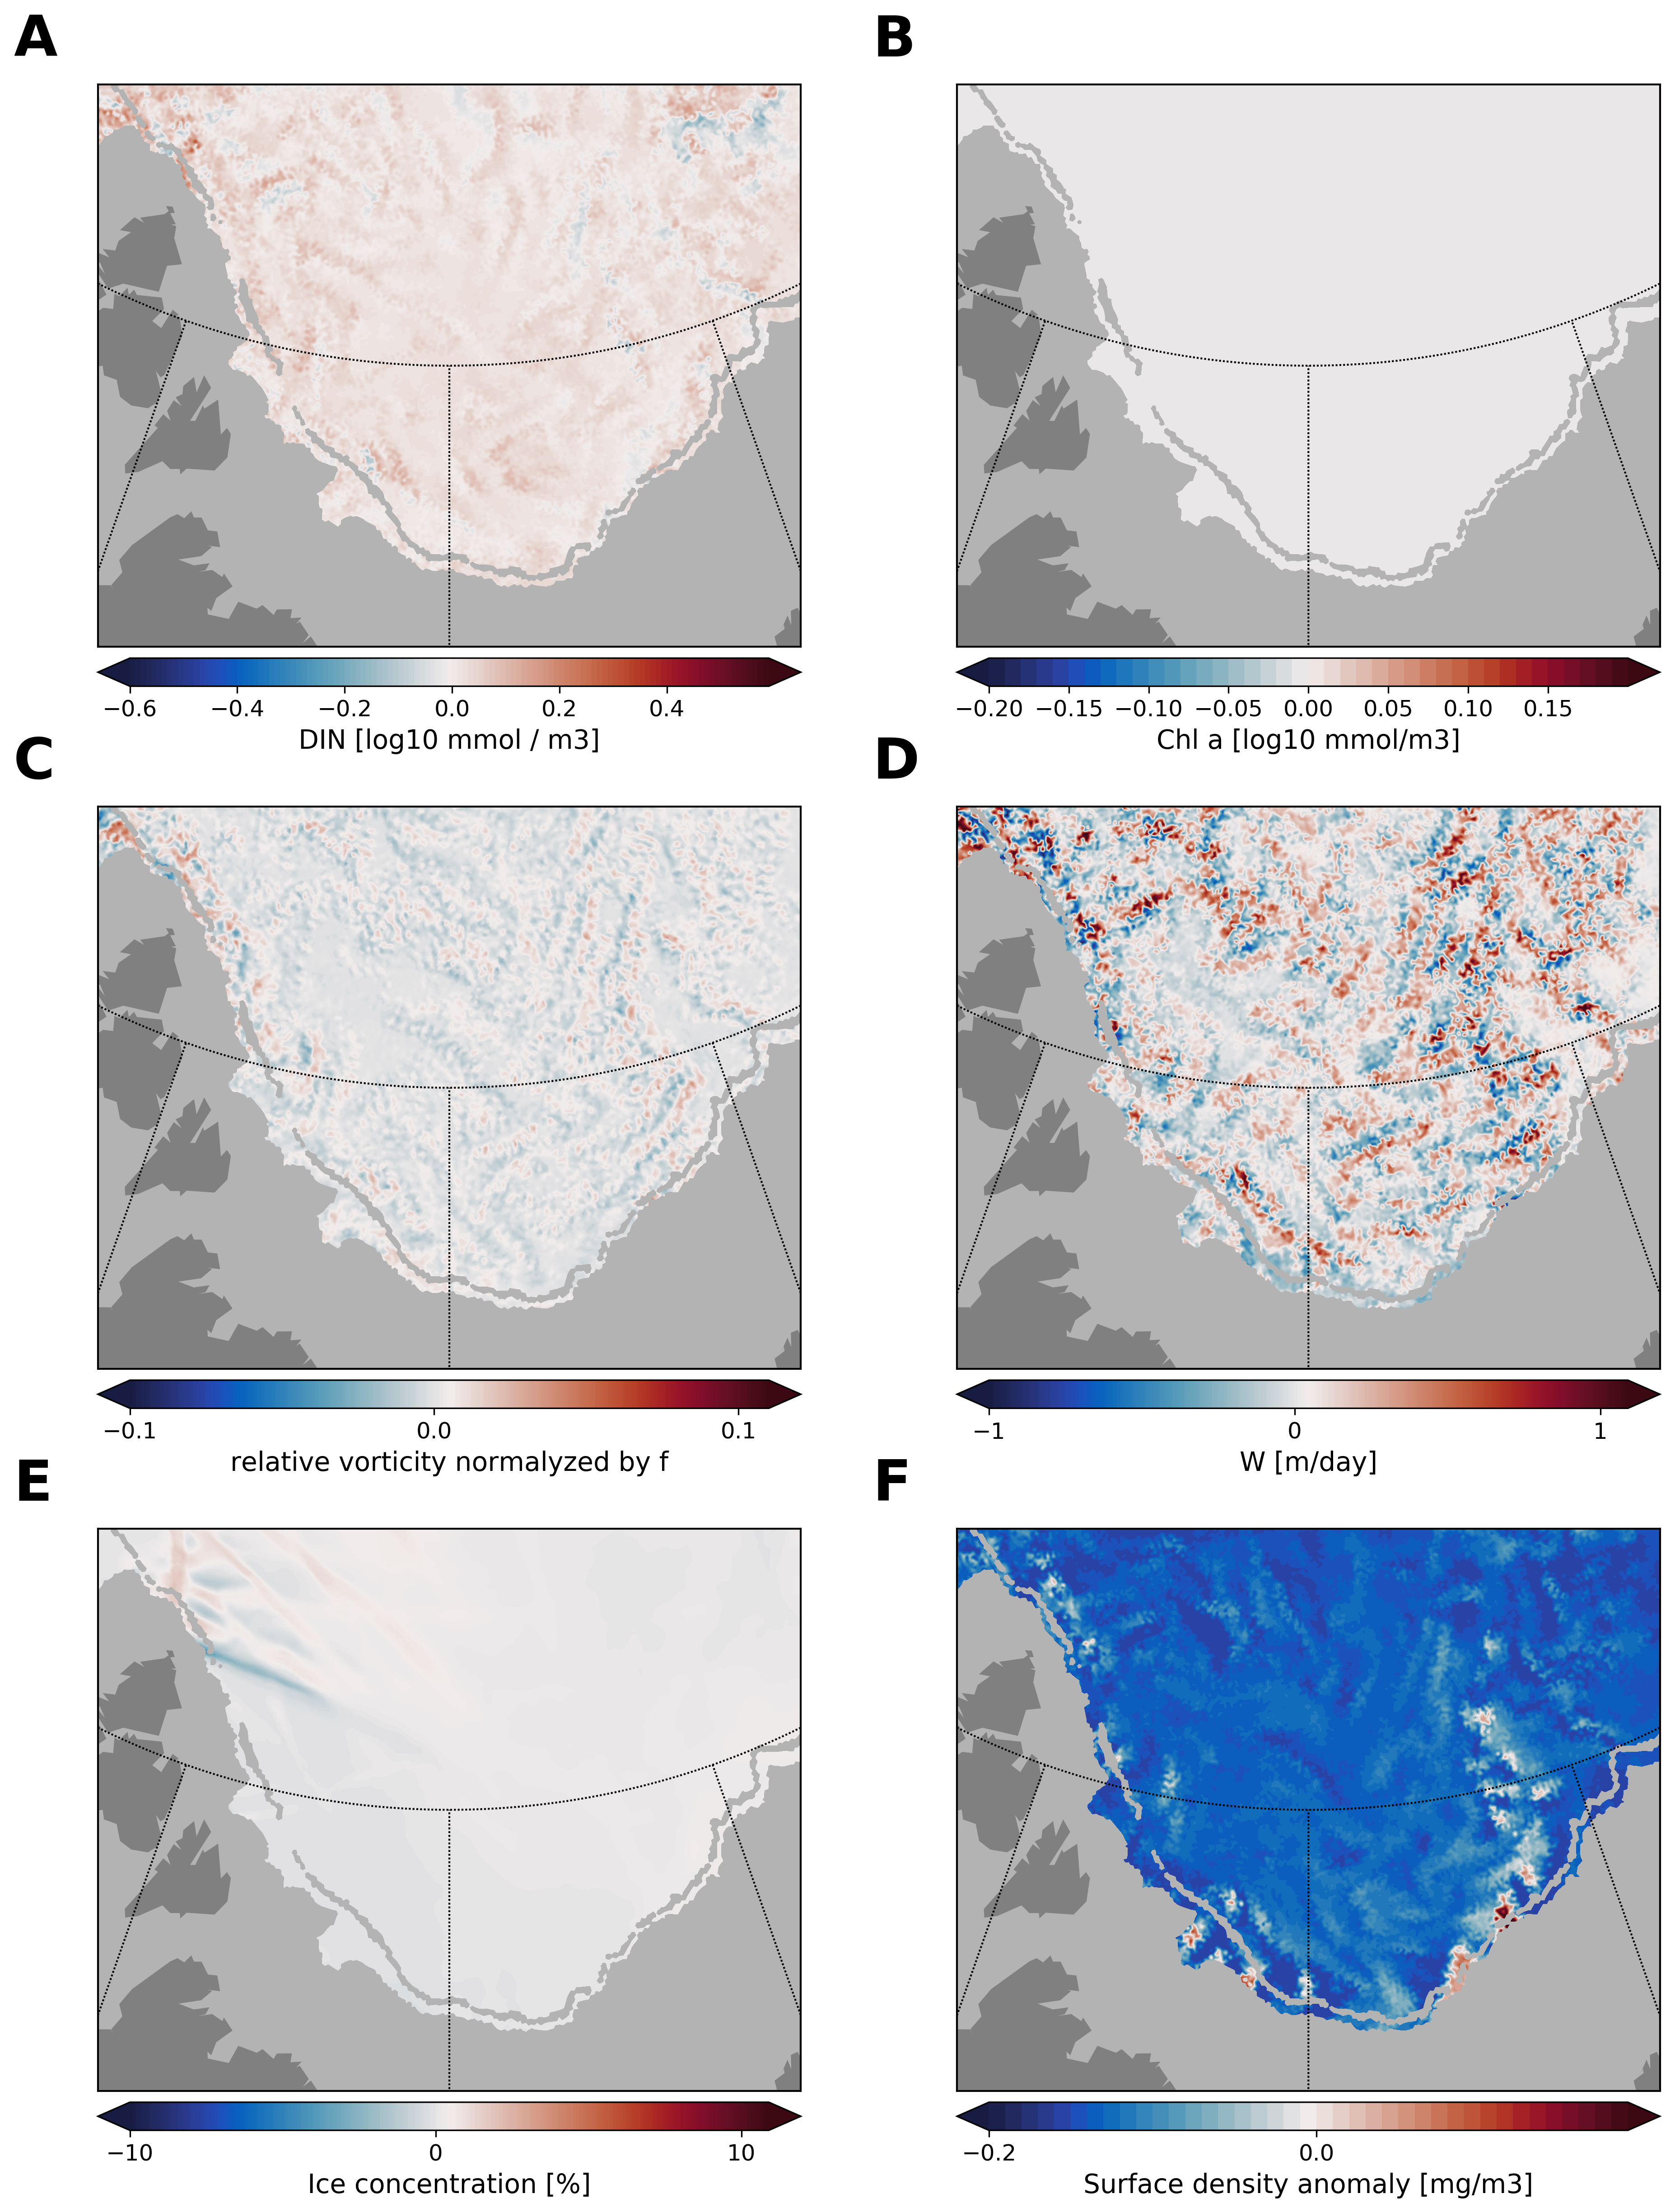 A
B
−0.6 −0.4 −0.2 0.0 0.2 0.4
DIN [log10 mmol / m3]
−0.20 −0.15 −0.10 −0.05 0.00 0.05 0.10 0.15
Chl a [log10 mmol/m3]
C
D
−0.1 0.0 0.1
relative vorticity normalyzed by f
−1 0 1
W [m/day]
E
F
−10 0 10
Ice concentration [%]
−0.2 0.0
Surface density anomaly [mg/m3]